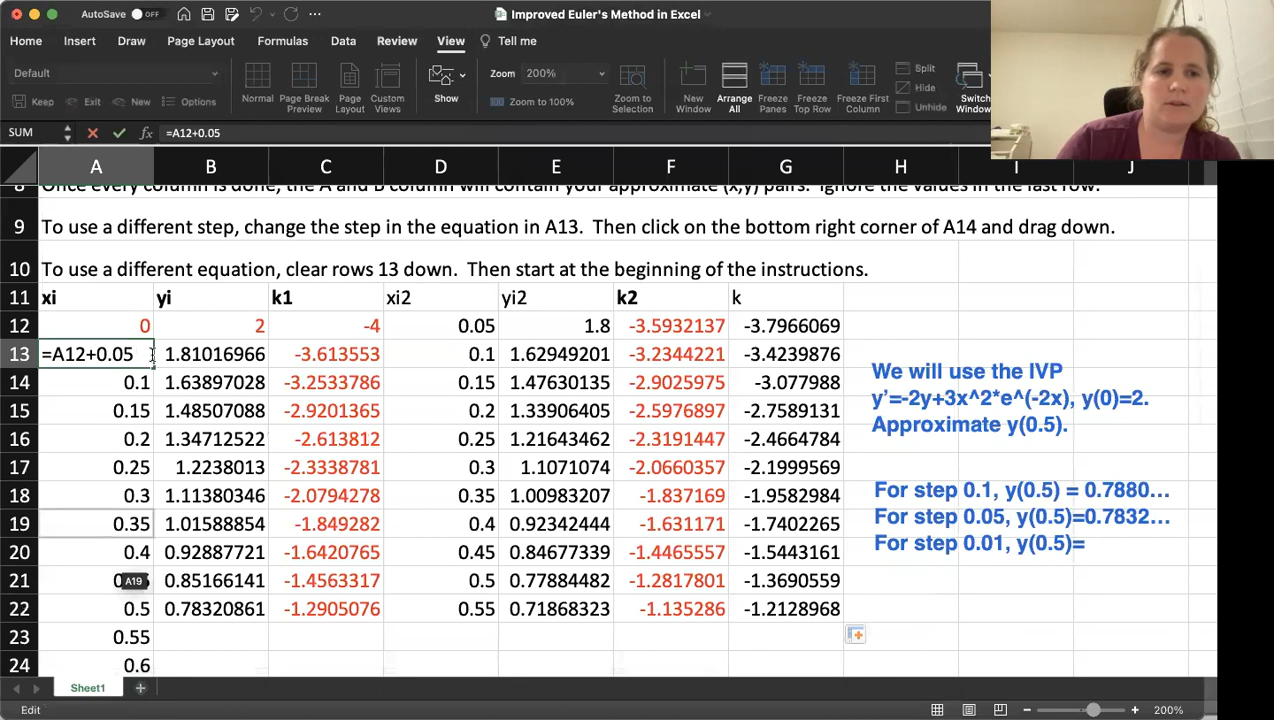 AutoSave OFF Improved Euler's Method in Excel
Home Insert Draw Page Layout Formulas Data Review View Tell me
Default Zoom 200% Split
Hide
Unhide
Keep Exit New Options Normal Page Break Preview Page Layout Custom Views Show Zoom to 100% Zoom to Selection New Window Arrange All Freeze Panes Freeze Top Row Freeze First Column Switch Windows
SUM fx =A12+0.05
A B C D E F G H I J
8 Once every column is done, the A and B column will contain your approximate (x,y) pairs. Ignore the values in the last row.
9 To use a different step, change the step in the equation in A13. Then click on the bottom right corner of A14 and drag down.
10 To use a different equation, clear rows 13 down. Then start at the beginning of the instructions.
11 xi yi k1 xi2 yi2 k2 k
12 0 2 -4 0.05 1.8 -3.5932137 -3.7966069
13 =A12+0.05 1.81016966 -3.613553 0.1 1.62949201 -3.2344221 -3.4239876
14 0.1 1.63897028 -3.2533786 0.15 1.47630135 -2.9025975 -3.077988
15 0.15 1.48507088 -2.9201365 0.2 1.33906405 -2.5976897 -2.7589131
16 0.2 1.34712522 -2.613812 0.25 1.21643462 -2.3191447 -2.4664784
17 0.25 1.2238013 -2.3338781 0.3 1.1071074 -2.0660357 -2.1999569
18 0.3 1.11380346 -2.0794278 0.35 1.00983207 -1.837169 -1.9582984
19 0.35 1.01588854 -1.849282 0.4 0.92342444 -1.631171 -1.7402265
20 0.4 0.92887721 -1.6420765 0.45 0.84677339 -1.4465557 -1.5443161
21 A19 0.85166141 -1.4563317 0.5 0.77884482 -1.2817801 -1.3690559
22 0.5 0.78320861 -1.2905076 0.55 0.71868323 -1.135286 -1.2128968
23 0.55
24 0.6
We will use the IVP
y’=-2y+3x^2*e^(-2x), y(0)=2.
Approximate y(0.5).
For step 0.1, y(0.5) = 0.7880…
For step 0.05, y(0.5)=0.7832…
For step 0.01, y(0.5)=
Sheet1
Edit 200%